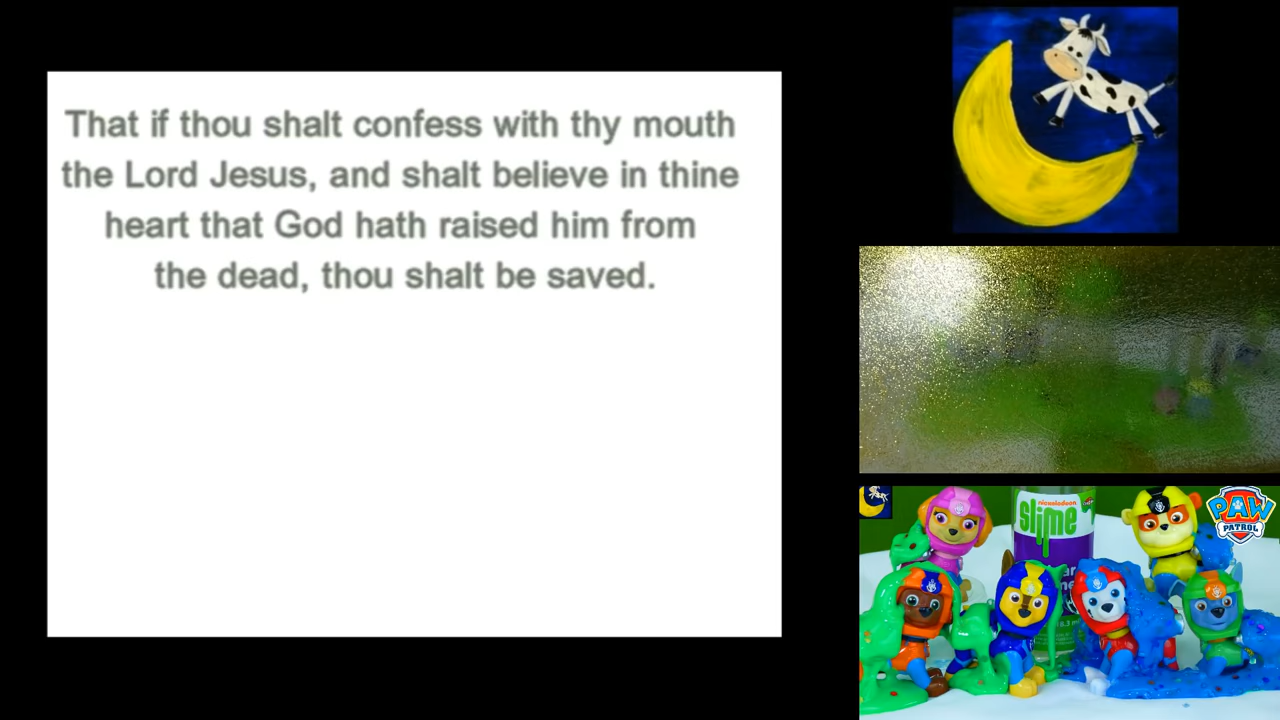 That if thou shalt confess with thy mouth
the Lord Jesus, and shalt believe in thine
heart that God hath raised him from
the dead, thou shalt be saved.
nickelodeon
slime
PAW
PATROL